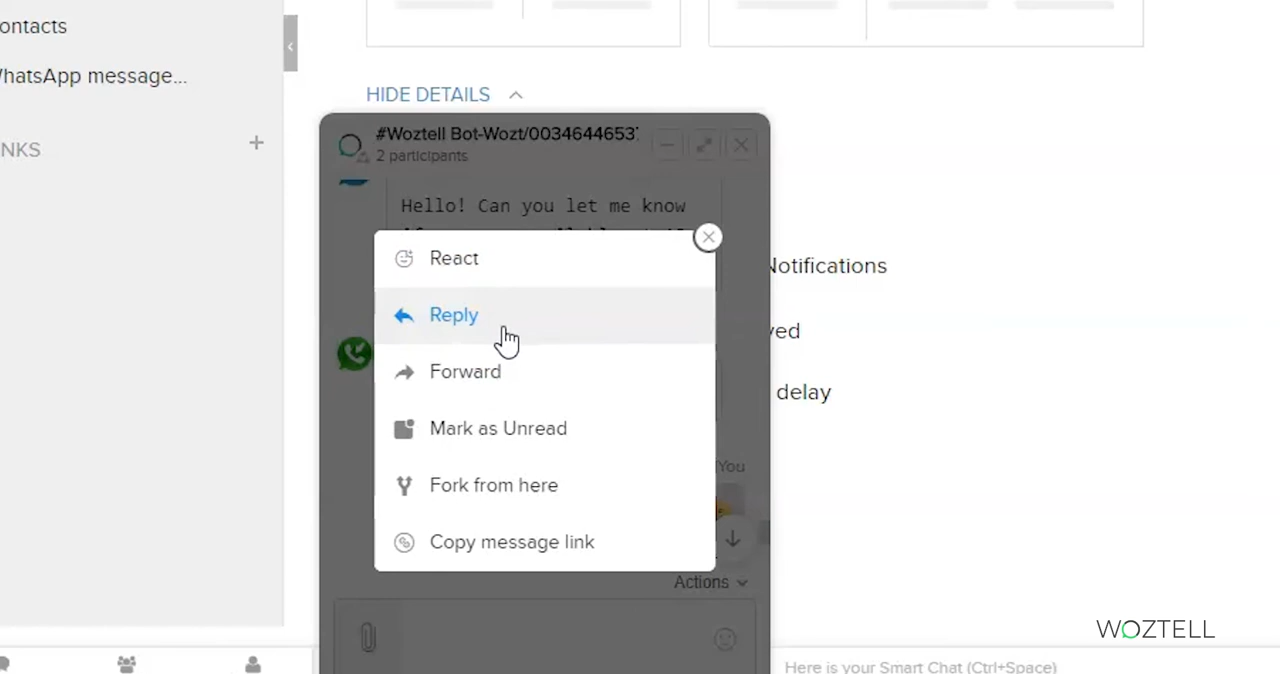 ontacts
WhatsApp message...
NKS
HIDE DETAILS
#Woztell Bot-Wozt/0034644653
2 participants
Hello! Can you let me know
React
Reply
Forward
Mark as Unread
Fork from here
Copy message link
Notifications
ved
delay
You
Actions
WOZTELL
Here is your Smart Chat (Ctrl+Space)